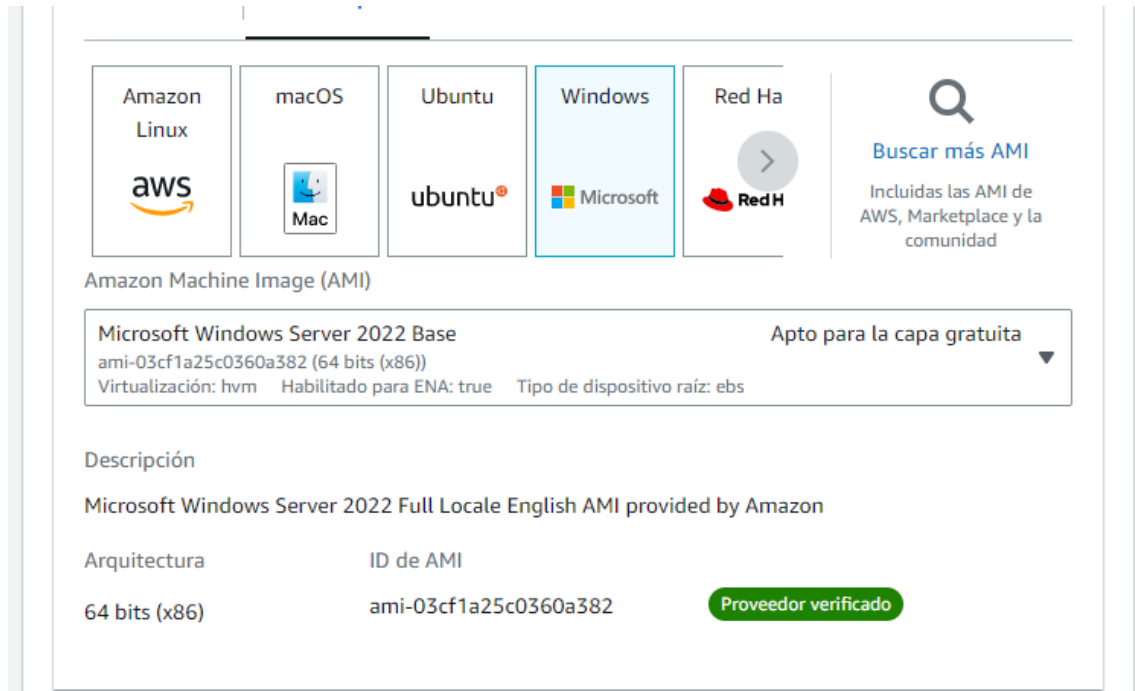 Amazon
Linux
aws
macOS
Mac
Ubuntu
ubuntu
Windows
Microsoft
Red Ha
Red H
Buscar más AMI
Incluidas las AMI de
AWS, Marketplace y la
comunidad
Amazon Machine Image (AMI)
Microsoft Windows Server 2022 Base
Apto para la capa gratuita
ami-03cf1a25c0360a382 (64 bits (x86))
Virtualización: hvm Habilitado para ENA: true Tipo de dispositivo raíz: ebs
Descripción
Microsoft Windows Server 2022 Full Locale English AMI provided by Amazon
Arquitectura
ID de AMI
64 bits (x86)
ami-03cf1a25c0360a382
Proveedor verificado